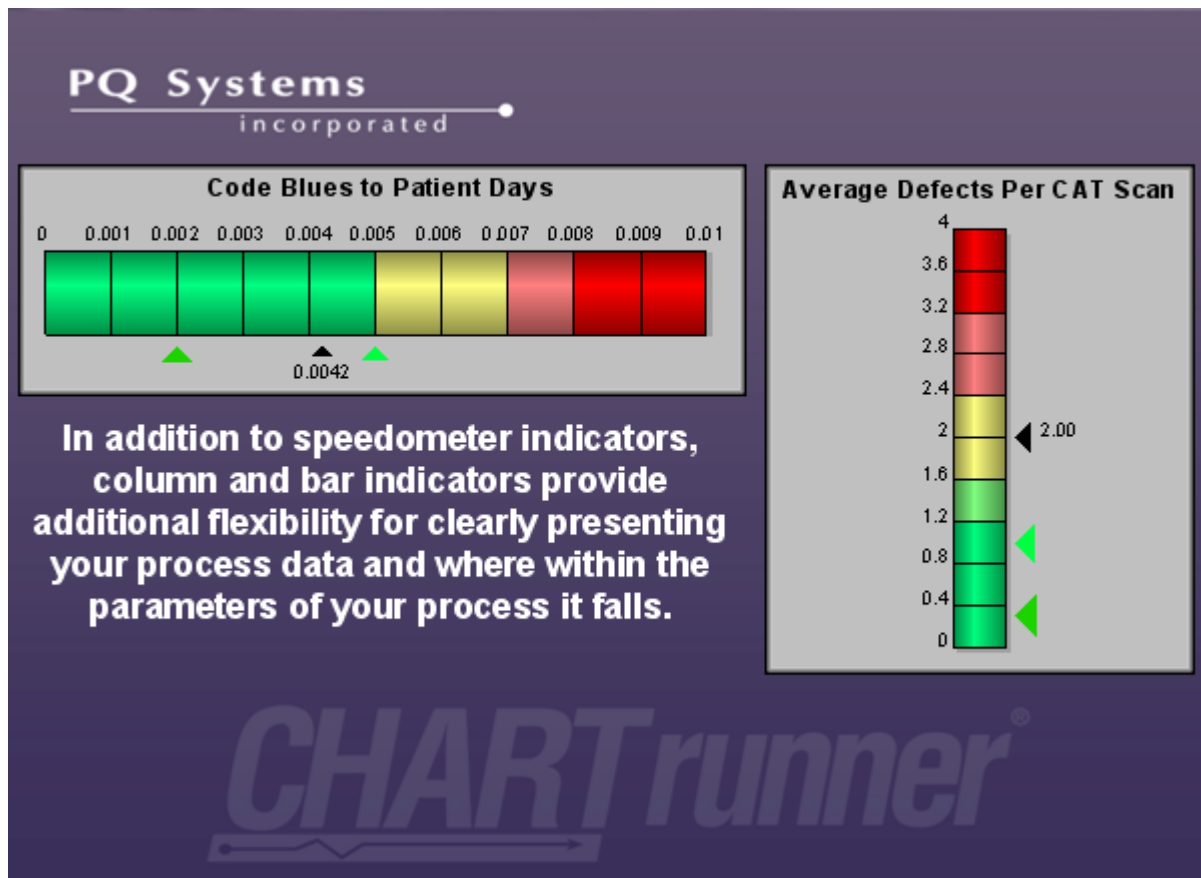 PQ Systems
incorporated
Code Blues to Patient Days
0 0.001 0.002 0.003 0.004 0.005 0.006 0.007 0.008 0.009 0.01
0.0042
Average Defects Per CAT Scan
4
3.6
3.2
2.8
2.4
2 2.00
1.6
1.2
0.8
0.4
0
In addition to speedometer indicators,
column and bar indicators provide
additional flexibility for clearly presenting
your process data and where within the
parameters of your process it falls.
CHARTrunner®